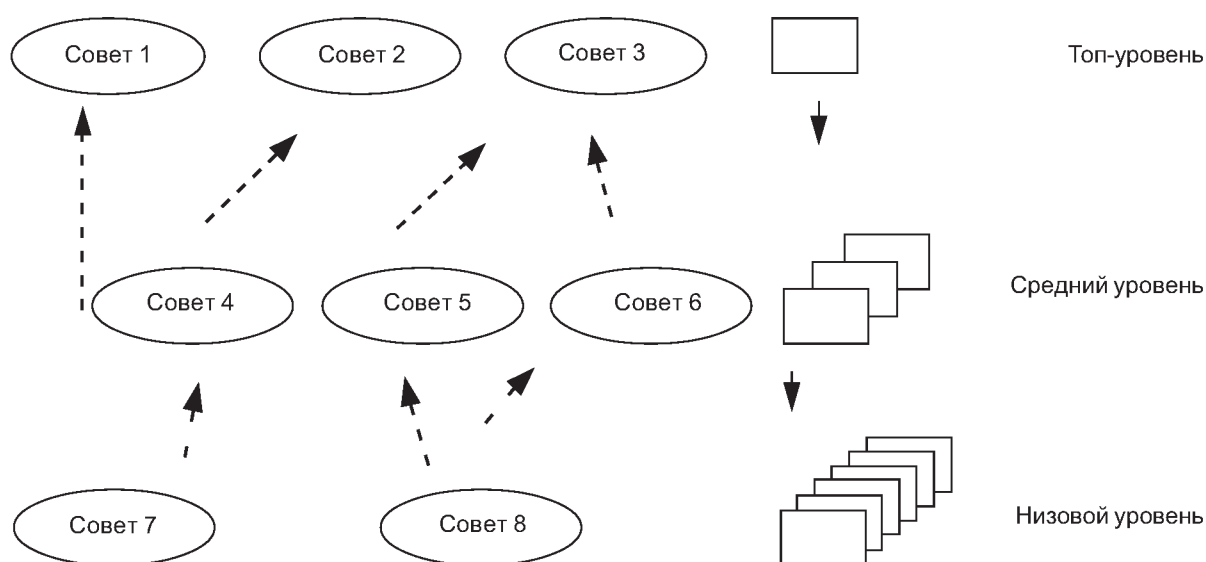 Совет 1
Совет 2
Совет 3
Топ-уровень
Совет 4
Совет 5
Совет 6
Средний уровень
Совет 7
Совет 8
Низовой уровень